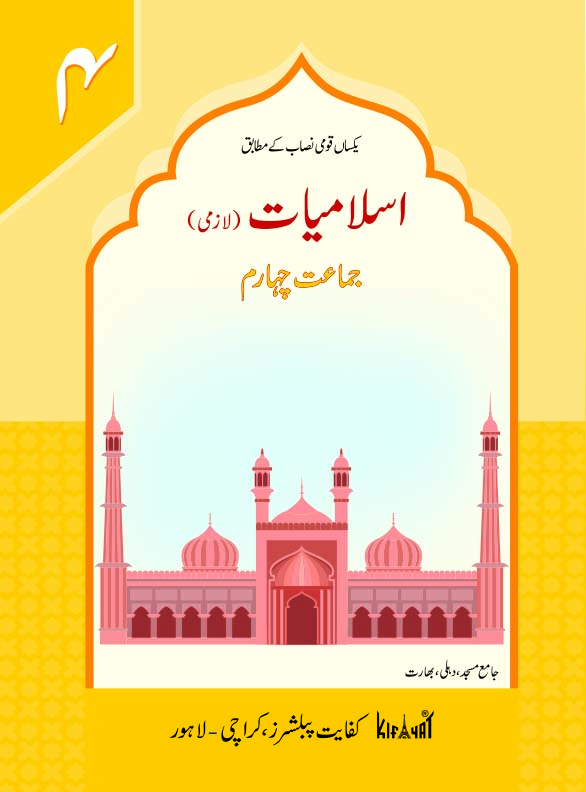 ۴
یکساں قومی نصاب کے مطابق
اسلامیات (لازمی)
جماعت چہارم
جامع مسجد، دہلی، بھارت
KIFAYAT® کفایت پبلشرز، کراچی - لاہور